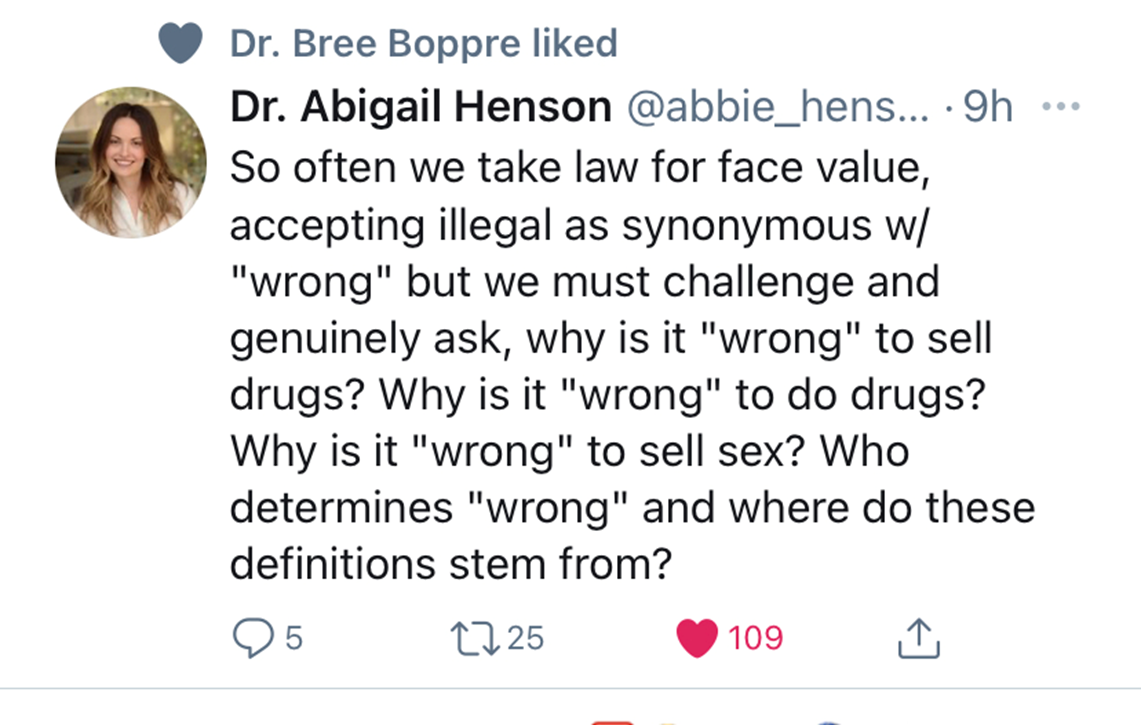 Dr. Bree Boppre liked
Dr. Abigail Henson @abbie_hens... · 9h
So often we take law for face value,
accepting illegal as synonymous w/
"wrong" but we must challenge and
genuinely ask, why is it "wrong" to sell
drugs? Why is it "wrong" to do drugs?
Why is it "wrong" to sell sex? Who
determines "wrong" and where do these
definitions stem from?
5 25 109